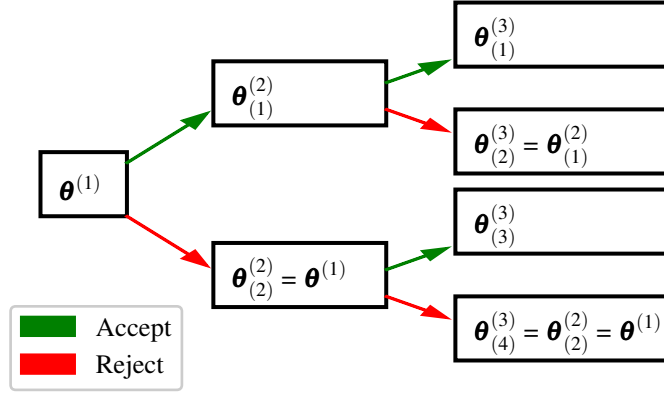 θ^(3)_(1)
θ^(2)_(1)
θ^(3)_(2) = θ^(2)_(1)
θ^(1)
θ^(3)_(3)
θ^(2)_(2) = θ^(1)
θ^(3)_(4) = θ^(2)_(2) = θ^(1)
Accept
Reject